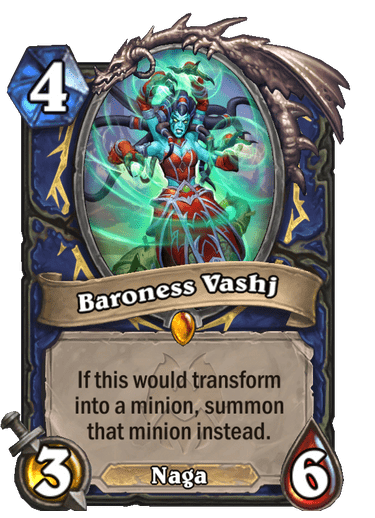 4
Baroness Vashj
If this would transform
into a minion, summon
that minion instead.
3
Naga
6